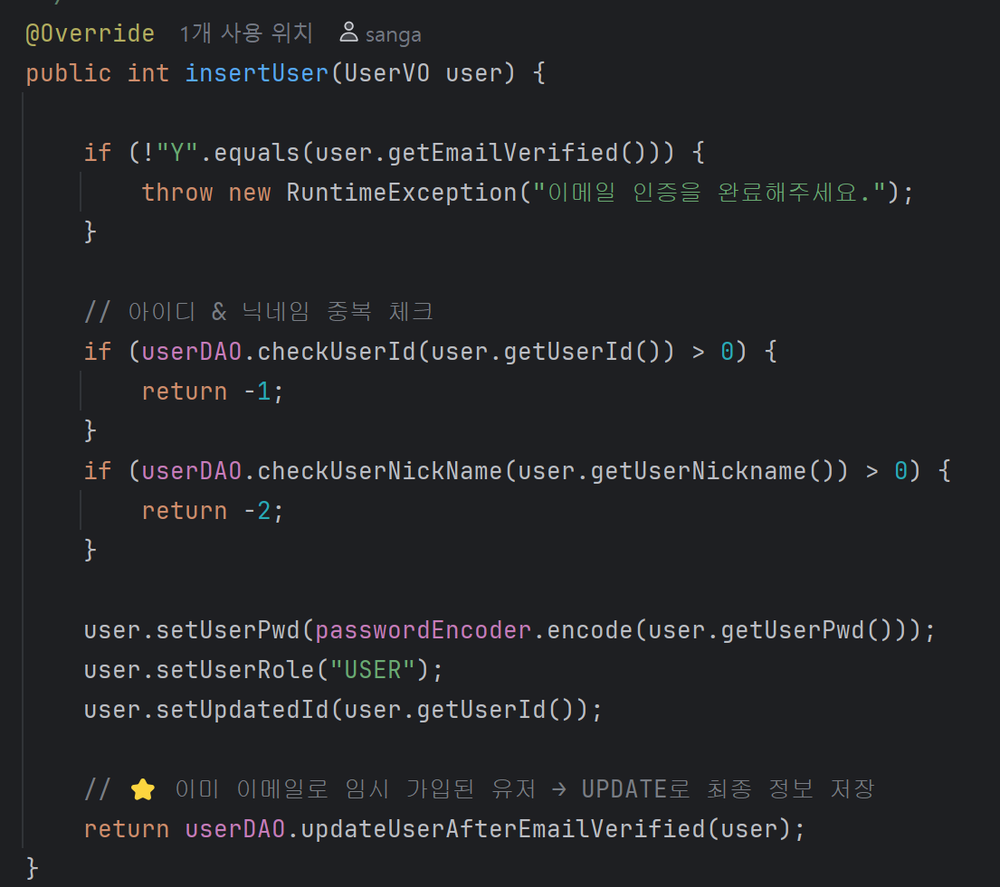 @Override 1개 사용 위치 sanga
public int insertUser(UserVO user) {
if (!"Y".equals(user.getEmailVerified())) {
throw new RuntimeException("이메일 인증을 완료해주세요.");
}
// 아이디 & 닉네임 중복 체크
if (userDAO.checkUserId(user.getUserId()) > 0) {
return -1;
}
if (userDAO.checkUserNickName(user.getUserNickname()) > 0) {
return -2;
}
user.setUserPwd(passwordEncoder.encode(user.getUserPwd()));
user.setUserRole("USER");
user.setUpdatedId(user.getUserId());
// ⭐ 이미 이메일로 임시 가입된 유저 → UPDATE로 최종 정보 저장
return userDAO.updateUserAfterEmailVerified(user);
}